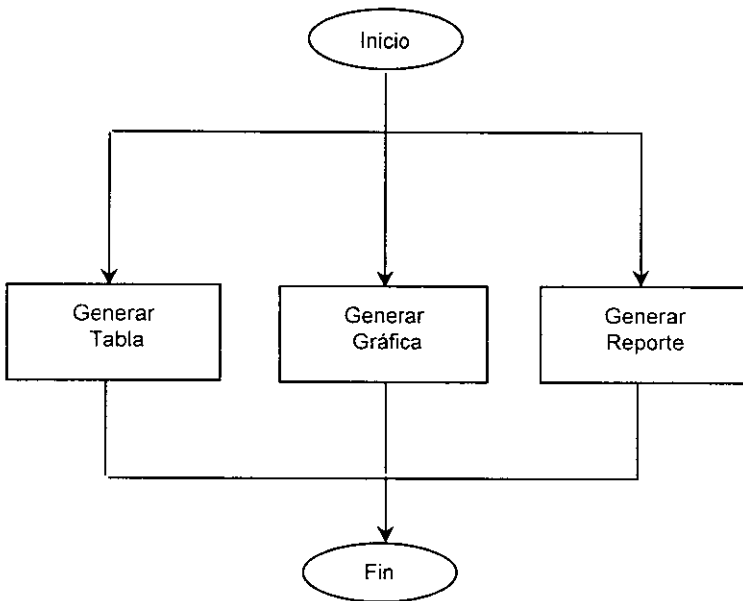 Inicio
Generar
Tabla
Generar
Gráfica
Generar
Reporte
Fin